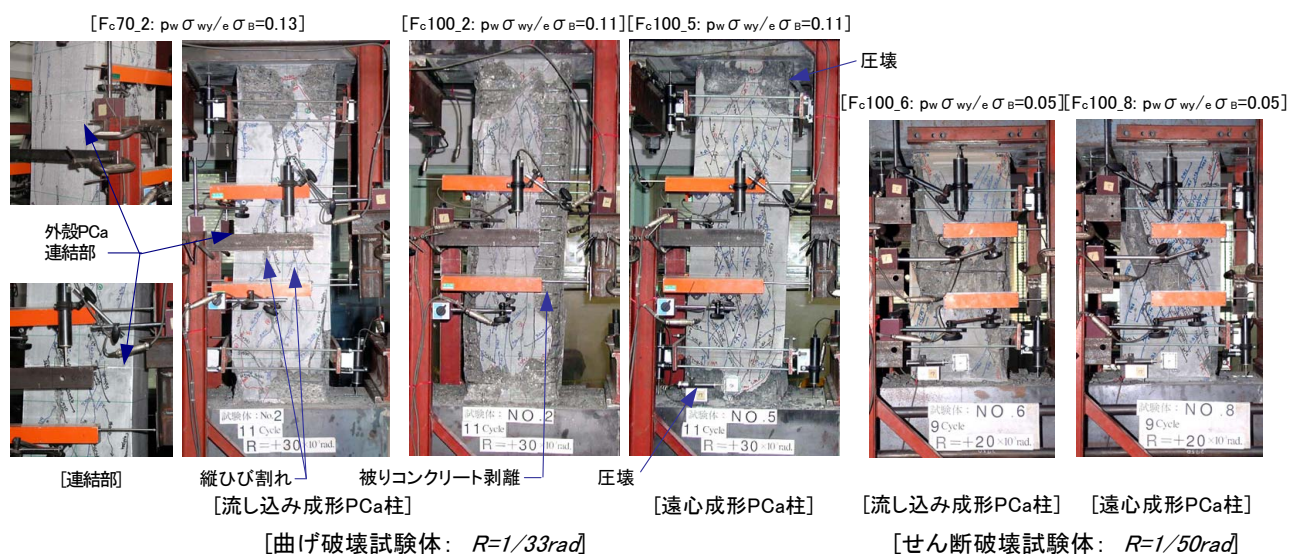 [Fc70_2: pwσwy/eσB=0.13]
[Fc100_2: pwσwy/eσB=0.11]
[Fc100_5: pwσwy/eσB=0.11]
圧壊
[Fc100_6: pwσwy/eσB=0.05]
[Fc100_8: pwσwy/eσB=0.05]
外殻PCa
連結部
試験体: No.2
11 Cycle
R=+30×10⁻³rad.
試験体: NO.2
11 Cycle
R=+30×10⁻³rad.
試験体: NO.5
11 Cycle
R=+30×10⁻³rad.
試験体: NO.6
9 Cycle
R=+20×10⁻³rad.
試験体: NO.8
9 Cycle
R=+20×10⁻³rad.
[連結部]
縦ひび割れ
被りコンクリート剥離
圧壊
[流し込み成形PCa柱]
[遠心成形PCa柱]
[流し込み成形PCa柱]
[遠心成形PCa柱]
[曲げ破壊試験体: R=1/33rad]
[せん断破壊試験体: R=1/50rad]